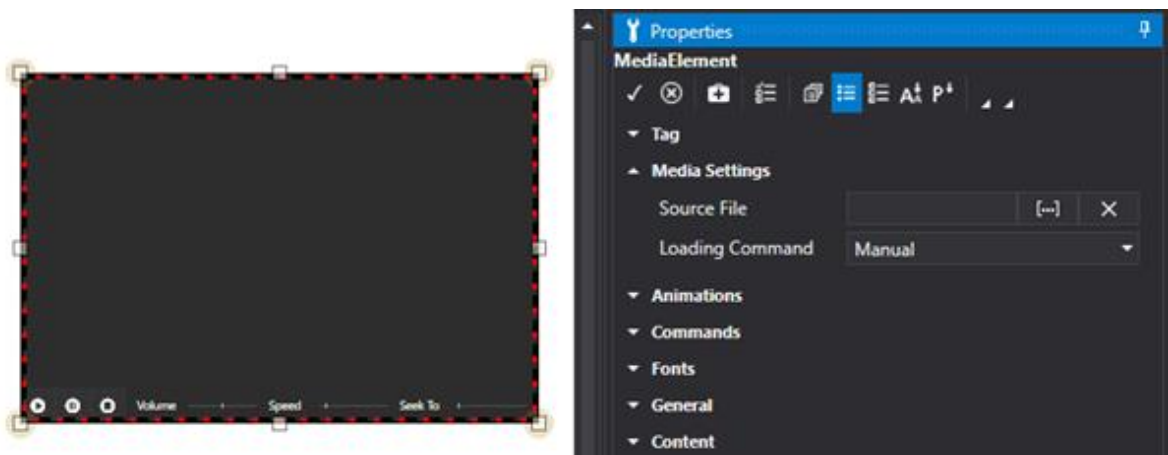 Properties
MediaElement
Tag
Media Settings
Source File [...]
Loading Command Manual
Animations
Commands
Fonts
General
Content
Volume Speed Seek To